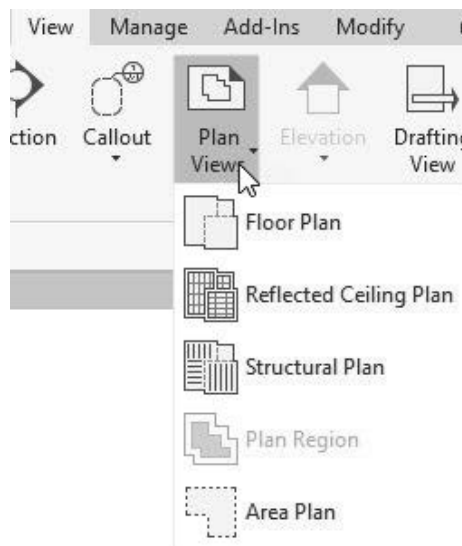 View Manage Add-Ins Modify
ction Callout Plan Views Elevation Drafting View
Floor Plan
Reflected Ceiling Plan
Structural Plan
Plan Region
Area Plan